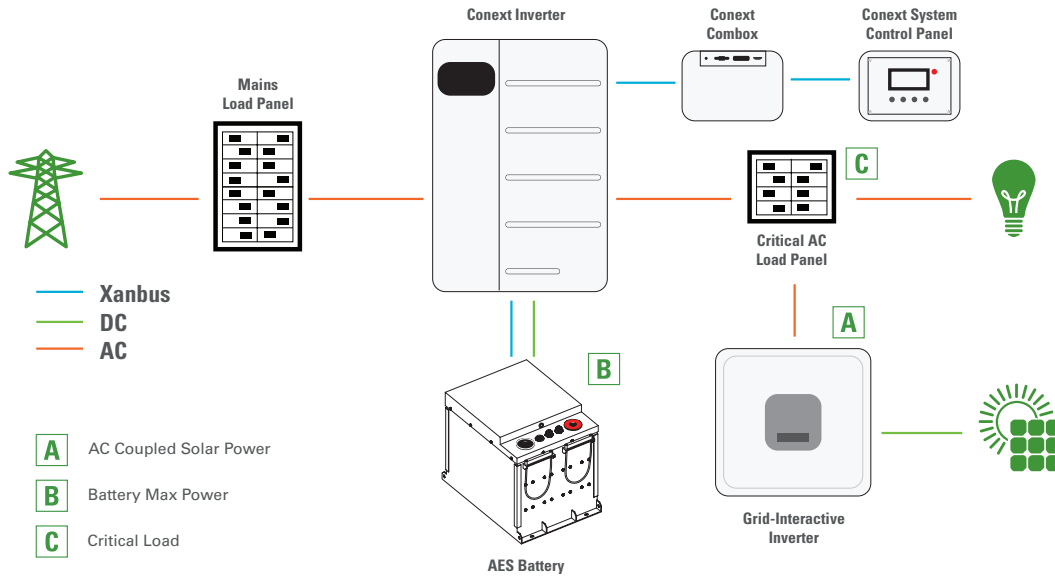 Conext Inverter
Conext
Combox
Conext System
Control Panel
Mains
Load Panel
C
Critical AC
Load Panel
Xanbus
DC
AC
A
B
A AC Coupled Solar Power
B Battery Max Power
C Critical Load
AES Battery
Grid-Interactive
Inverter